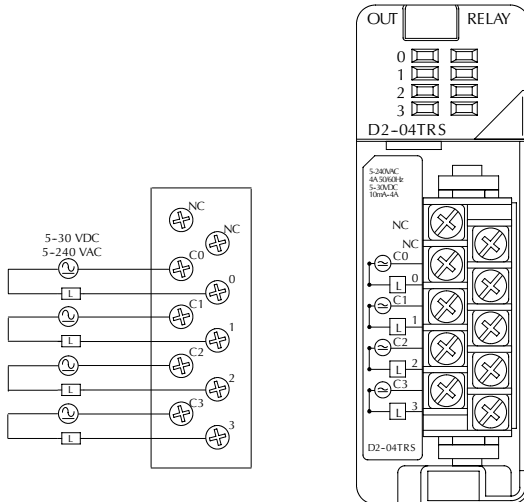 NC
NC
5-30 VDC
5-240 VAC
C0
0
L
C1
1
L
C2
2
L
C3
3
L
OUT RELAY
0
1
2
3
D2-04TRS
5-240VAC
4A 50/60Hz
5-30VDC
10mA-4A
NC
NC
C0
L 0
C1
L 1
C2
L 2
C3
L 3
D2-04TRS